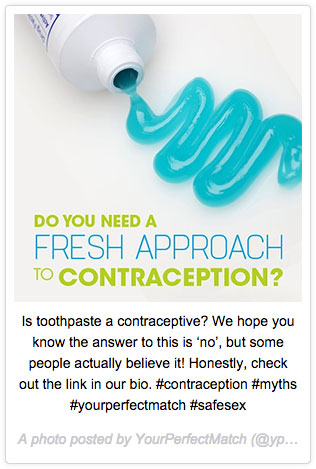 DO YOU NEED A
FRESH APPROACH
TO CONTRACEPTION?
Is toothpaste a contraceptive? We hope you
know the answer to this is ‘no’, but some
people actually believe it! Honestly, check
out the link in our bio. #contraception #myths
#yourperfectmatch #safesex
A photo posted by YourPerfectMatch (@yp…